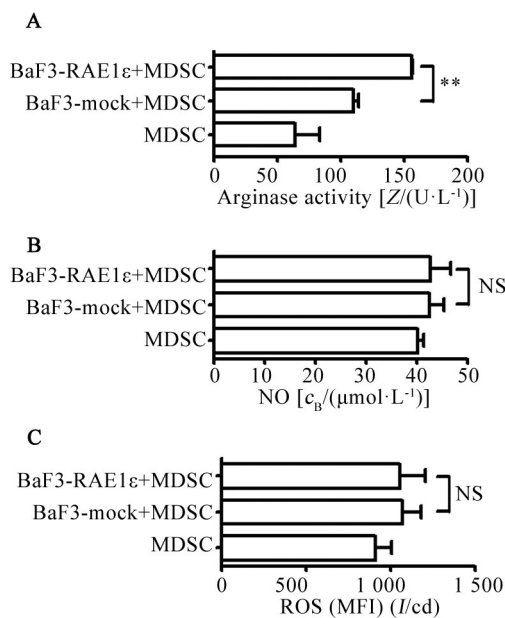 A
BaF3-RAE1ε+MDSC
BaF3-mock+MDSC
**
MDSC
0 50 100 150 200
Arginase activity [Z/(U·L⁻¹)]
B
BaF3-RAE1ε+MDSC
BaF3-mock+MDSC
NS
MDSC
0 10 20 30 40 50
NO [c_B/(μmol·L⁻¹)]
C
BaF3-RAE1ε+MDSC
BaF3-mock+MDSC
NS
MDSC
0 500 1 000 1 500
ROS (MFI) (I/cd)